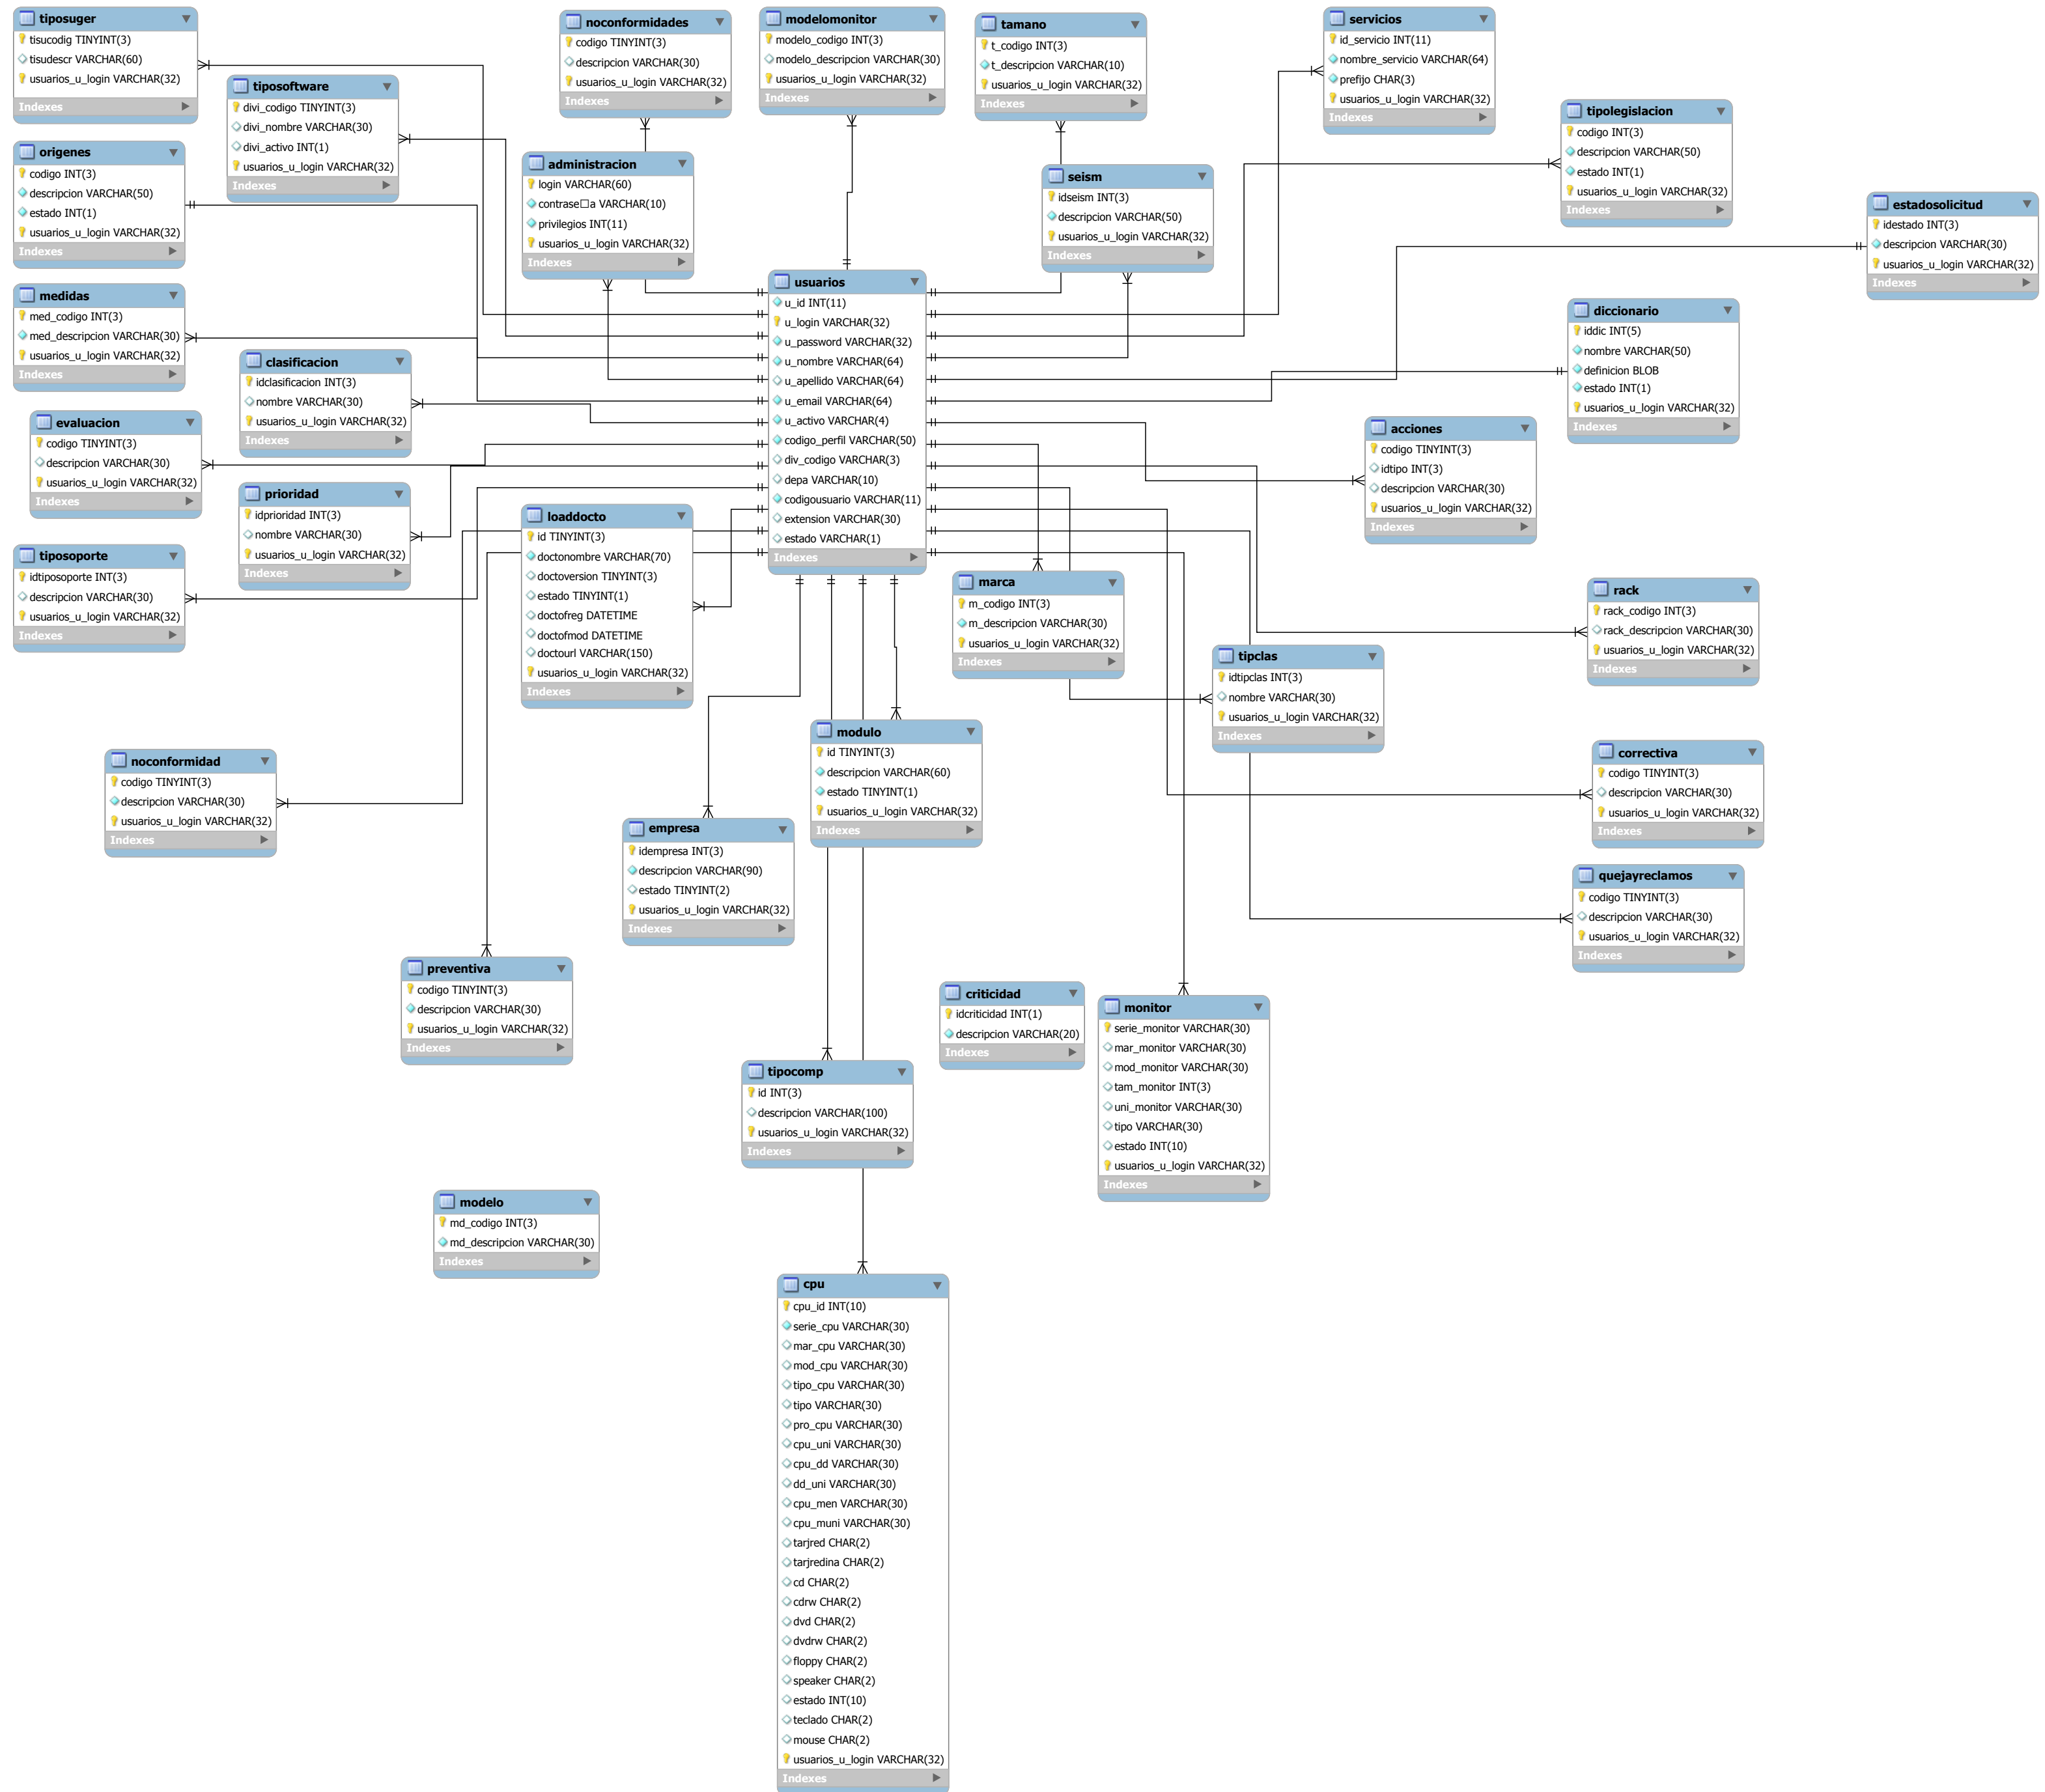 tiposuger
tisucodig TINYINT(3)
tisudescr VARCHAR(60)
usuarios_u_login VARCHAR(32)
Indexes
tiposoftware
divi_codigo TINYINT(3)
divi_nombre VARCHAR(30)
divi_activo INT(1)
usuarios_u_login VARCHAR(32)
Indexes
noconformidades
codigo TINYINT(3)
descripcion VARCHAR(30)
usuarios_u_login VARCHAR(32)
Indexes
modelomonitor
modelo_codigo INT(3)
modelo_descripcion VARCHAR(30)
usuarios_u_login VARCHAR(32)
Indexes
tamano
t_codigo INT(3)
t_descripcion VARCHAR(10)
usuarios_u_login VARCHAR(32)
Indexes
servicios
id_servicio INT(11)
nombre_servicio VARCHAR(64)
prefijo CHAR(3)
usuarios_u_login VARCHAR(32)
Indexes
tipolegislacion
codigo INT(3)
descripcion VARCHAR(50)
estado INT(1)
usuarios_u_login VARCHAR(32)
Indexes
origenes
codigo INT(3)
descripcion VARCHAR(50)
estado INT(1)
usuarios_u_login VARCHAR(32)
Indexes
administracion
login VARCHAR(60)
contrase□a VARCHAR(10)
privilegios INT(11)
usuarios_u_login VARCHAR(32)
Indexes
seism
idseism INT(3)
descripcion VARCHAR(50)
usuarios_u_login VARCHAR(32)
Indexes
estadosolicitud
idestado INT(3)
descripcion VARCHAR(30)
usuarios_u_login VARCHAR(32)
Indexes
medidas
med_codigo INT(3)
med_descripcion VARCHAR(30)
usuarios_u_login VARCHAR(32)
Indexes
usuarios
u_id INT(11)
u_login VARCHAR(32)
u_password VARCHAR(32)
u_nombre VARCHAR(64)
u_apellido VARCHAR(64)
u_email VARCHAR(64)
u_activo VARCHAR(4)
codigo_perfil VARCHAR(50)
div_codigo VARCHAR(3)
depa VARCHAR(10)
codigousuario VARCHAR(11)
extension VARCHAR(30)
estado VARCHAR(1)
Indexes
diccionario
iddic INT(5)
nombre VARCHAR(50)
definicion BLOB
estado INT(1)
usuarios_u_login VARCHAR(32)
Indexes
clasificacion
idclasificacion INT(3)
nombre VARCHAR(30)
usuarios_u_login VARCHAR(32)
Indexes
evaluacion
codigo TINYINT(3)
descripcion VARCHAR(30)
usuarios_u_login VARCHAR(32)
Indexes
acciones
codigo TINYINT(3)
idtipo INT(3)
descripcion VARCHAR(30)
usuarios_u_login VARCHAR(32)
Indexes
prioridad
idprioridad INT(3)
nombre VARCHAR(30)
usuarios_u_login VARCHAR(32)
Indexes
loaddocto
id TINYINT(3)
doctonombre VARCHAR(70)
doctoversion TINYINT(3)
estado TINYINT(1)
doctofreg DATETIME
doctofmod DATETIME
doctourl VARCHAR(150)
usuarios_u_login VARCHAR(32)
Indexes
tiposoporte
idtiposoporte INT(3)
descripcion VARCHAR(30)
usuarios_u_login VARCHAR(32)
Indexes
marca
m_codigo INT(3)
m_descripcion VARCHAR(30)
usuarios_u_login VARCHAR(32)
Indexes
rack
rack_codigo INT(3)
rack_descripcion VARCHAR(30)
usuarios_u_login VARCHAR(32)
Indexes
tipclas
idtipclas INT(3)
nombre VARCHAR(30)
usuarios_u_login VARCHAR(32)
Indexes
modulo
id TINYINT(3)
descripcion VARCHAR(60)
estado TINYINT(1)
usuarios_u_login VARCHAR(32)
Indexes
noconformidad
codigo TINYINT(3)
descripcion VARCHAR(30)
usuarios_u_login VARCHAR(32)
Indexes
correctiva
codigo TINYINT(3)
descripcion VARCHAR(30)
usuarios_u_login VARCHAR(32)
Indexes
empresa
idempresa INT(3)
descripcion VARCHAR(90)
estado TINYINT(2)
usuarios_u_login VARCHAR(32)
Indexes
quejayreclamos
codigo TINYINT(3)
descripcion VARCHAR(30)
usuarios_u_login VARCHAR(32)
Indexes
preventiva
codigo TINYINT(3)
descripcion VARCHAR(30)
usuarios_u_login VARCHAR(32)
Indexes
criticidad
idcriticidad INT(1)
descripcion VARCHAR(20)
Indexes
monitor
serie_monitor VARCHAR(30)
mar_monitor VARCHAR(30)
mod_monitor VARCHAR(30)
tam_monitor INT(3)
uni_monitor VARCHAR(30)
tipo VARCHAR(30)
estado INT(10)
usuarios_u_login VARCHAR(32)
Indexes
tipocomp
id INT(3)
descripcion VARCHAR(100)
usuarios_u_login VARCHAR(32)
Indexes
modelo
md_codigo INT(3)
md_descripcion VARCHAR(30)
Indexes
cpu
cpu_id INT(10)
serie_cpu VARCHAR(30)
mar_cpu VARCHAR(30)
mod_cpu VARCHAR(30)
tipo_cpu VARCHAR(30)
tipo VARCHAR(30)
pro_cpu VARCHAR(30)
cpu_uni VARCHAR(30)
cpu_dd VARCHAR(30)
dd_uni VARCHAR(30)
cpu_men VARCHAR(30)
cpu_muni VARCHAR(30)
tarjred CHAR(2)
tarjredina CHAR(2)
cd CHAR(2)
cdrw CHAR(2)
dvd CHAR(2)
dvdrw CHAR(2)
floppy CHAR(2)
speaker CHAR(2)
estado INT(10)
teclado CHAR(2)
mouse CHAR(2)
usuarios_u_login VARCHAR(32)
Indexes